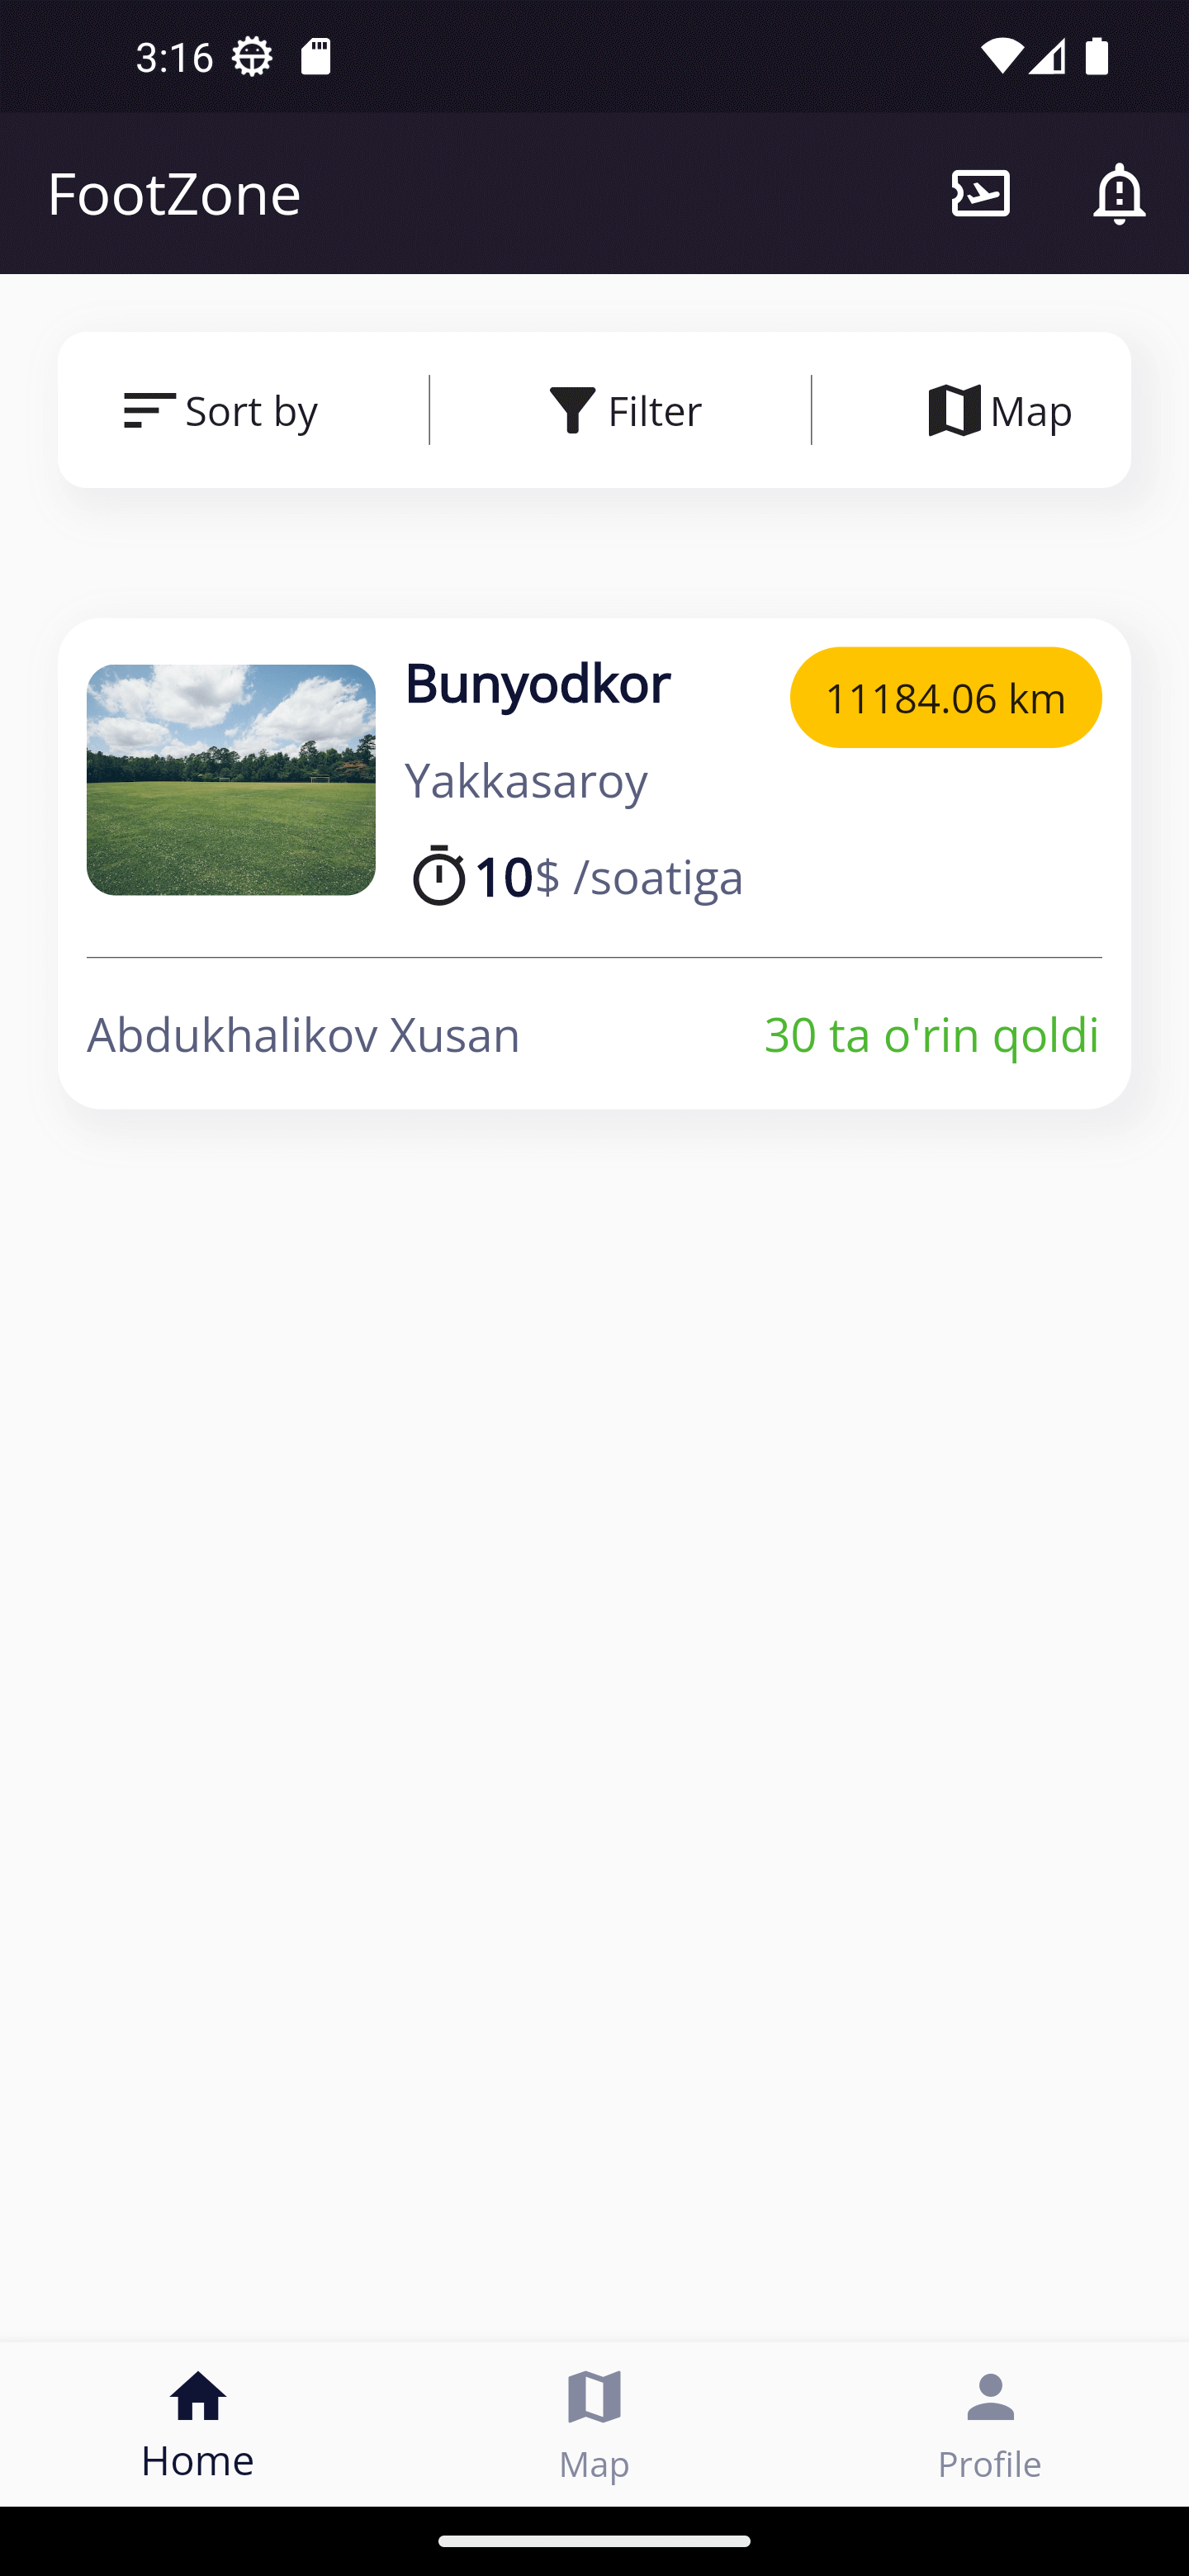 3:16
FootZone
Sort by
Filter
Map
Bunyodkor
11184.06 km
Yakkasaroy
10$ /soatiga
Abdukhalikov Xusan
30 ta o'rin qoldi
Home
Map
Profile